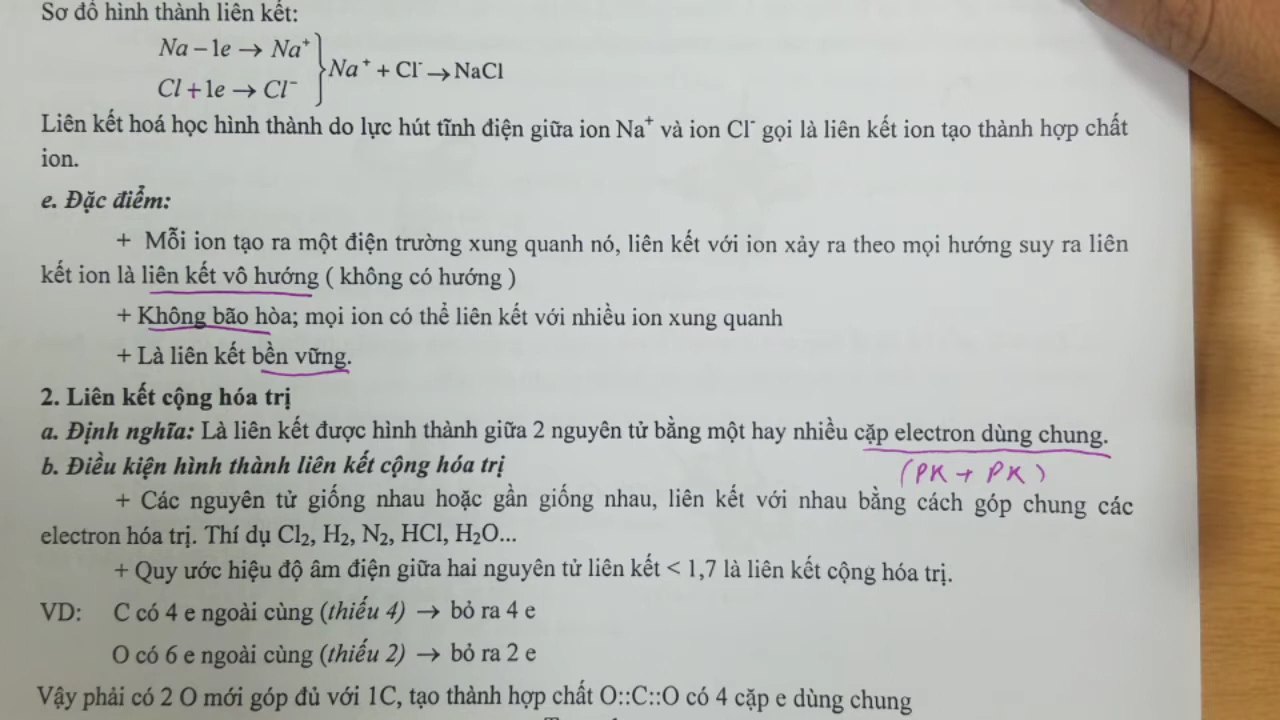 Sơ đồ hình thành liên kết:
Na – 1e → Na⁺
Cl + 1e → Cl⁻
Na⁺ + Cl⁻ → NaCl
Liên kết hoá học hình thành do lực hút tĩnh điện giữa ion Na⁺ và ion Cl⁻ gọi là liên kết ion tạo thành hợp chất
ion.
e. Đặc điểm:
+ Mỗi ion tạo ra một điện trường xung quanh nó, liên kết với ion xảy ra theo mọi hướng suy ra liên
kết ion là liên kết vô hướng ( không có hướng )
+ Không bão hòa; mọi ion có thể liên kết với nhiều ion xung quanh
+ Là liên kết bền vững.
2. Liên kết cộng hóa trị
a. Định nghĩa: Là liên kết được hình thành giữa 2 nguyên tử bằng một hay nhiều cặp electron dùng chung.
b. Điều kiện hình thành liên kết cộng hóa trị
(PK + PK)
+ Các nguyên tử giống nhau hoặc gần giống nhau, liên kết với nhau bằng cách góp chung các
electron hóa trị. Thí dụ Cl₂, H₂, N₂, HCl, H₂O...
+ Quy ước hiệu độ âm điện giữa hai nguyên tử liên kết < 1,7 là liên kết cộng hóa trị.
VD: C có 4 e ngoài cùng (thiếu 4) → bỏ ra 4 e
O có 6 e ngoài cùng (thiếu 2) → bỏ ra 2 e
Vậy phải có 2 O mới góp đủ với 1C, tạo thành hợp chất O::C::O có 4 cặp e dùng chung